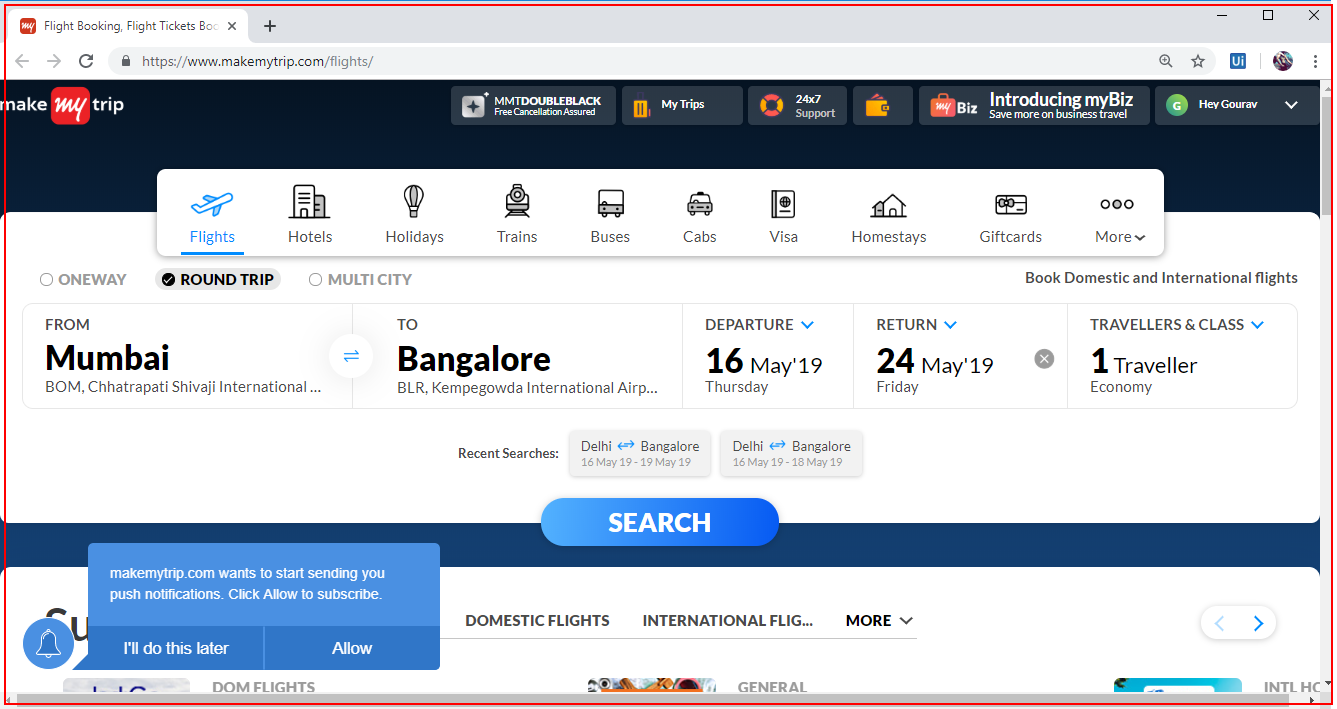 my Flight Booking, Flight Tickets Boo
https://www.makemytrip.com/flights/
Ui
make my trip
MMTDOUBLEBLACK
Free Cancellation Assured
My Trips
24x7
Support
my Biz
Introducing myBiz
Save more on business travel
G Hey Gourav
Flights Hotels Holidays Trains Buses Cabs Visa Homestays Giftcards More
ONEWAY ROUND TRIP MULTI CITY
Book Domestic and International flights
FROM
Mumbai
BOM, Chhatrapati Shivaji International ...
TO
Bangalore
BLR, Kempegowda International Airp...
DEPARTURE
16 May'19
Thursday
RETURN
24 May'19
Friday
TRAVELLERS & CLASS
1 Traveller
Economy
Recent Searches:
Delhi Bangalore
16 May 19 - 19 May 19
Delhi Bangalore
16 May 19 - 18 May 19
SEARCH
makemytrip.com wants to start sending you
push notifications. Click Allow to subscribe.
I'll do this later Allow
Su
DOMESTIC FLIGHTS INTERNATIONAL FLIG... MORE
DOM FLIGHTS
GENERAL
INTL HO